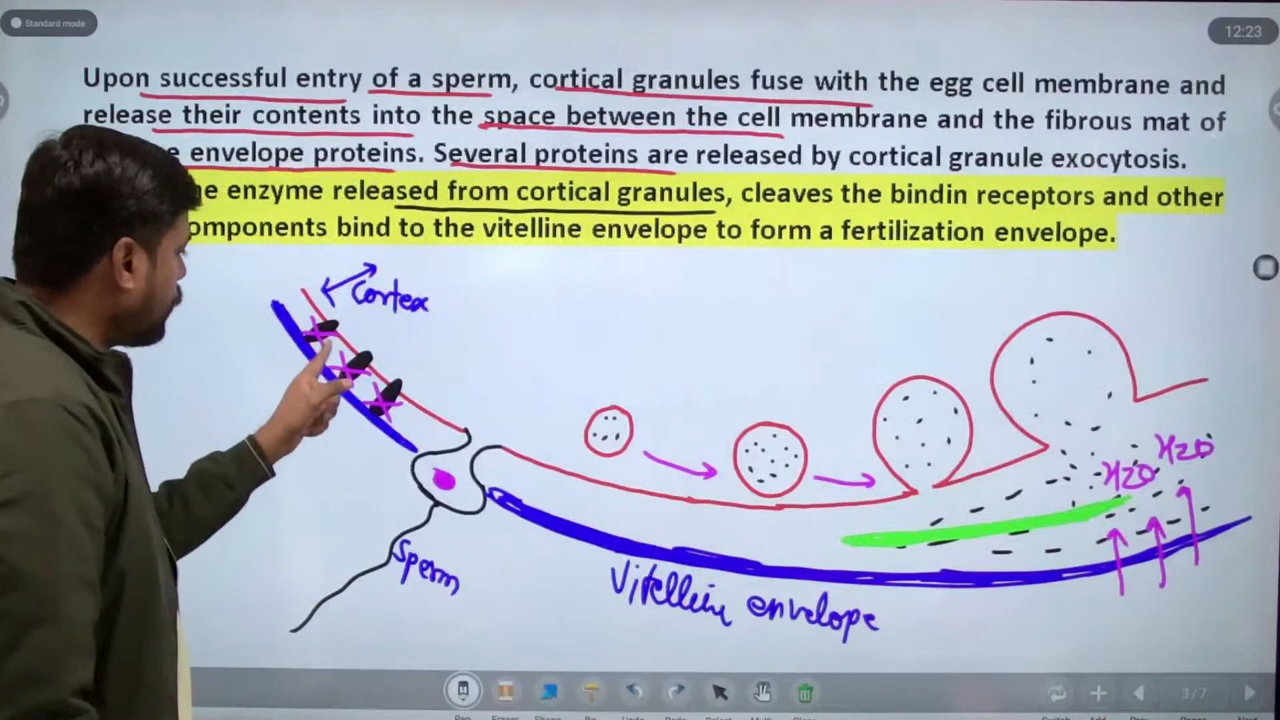 Standard mode
12:23
Upon successful entry of a sperm, cortical granules fuse with the egg cell membrane and
release their contents into the space between the cell membrane and the fibrous mat of
envelope proteins. Several proteins are released by cortical granule exocytosis.
enzyme released from cortical granules, cleaves the bindin receptors and other
components bind to the vitelline envelope to form a fertilization envelope.
Cortex
H2O
H2O
Sperm
Vitellin envelope
3/7